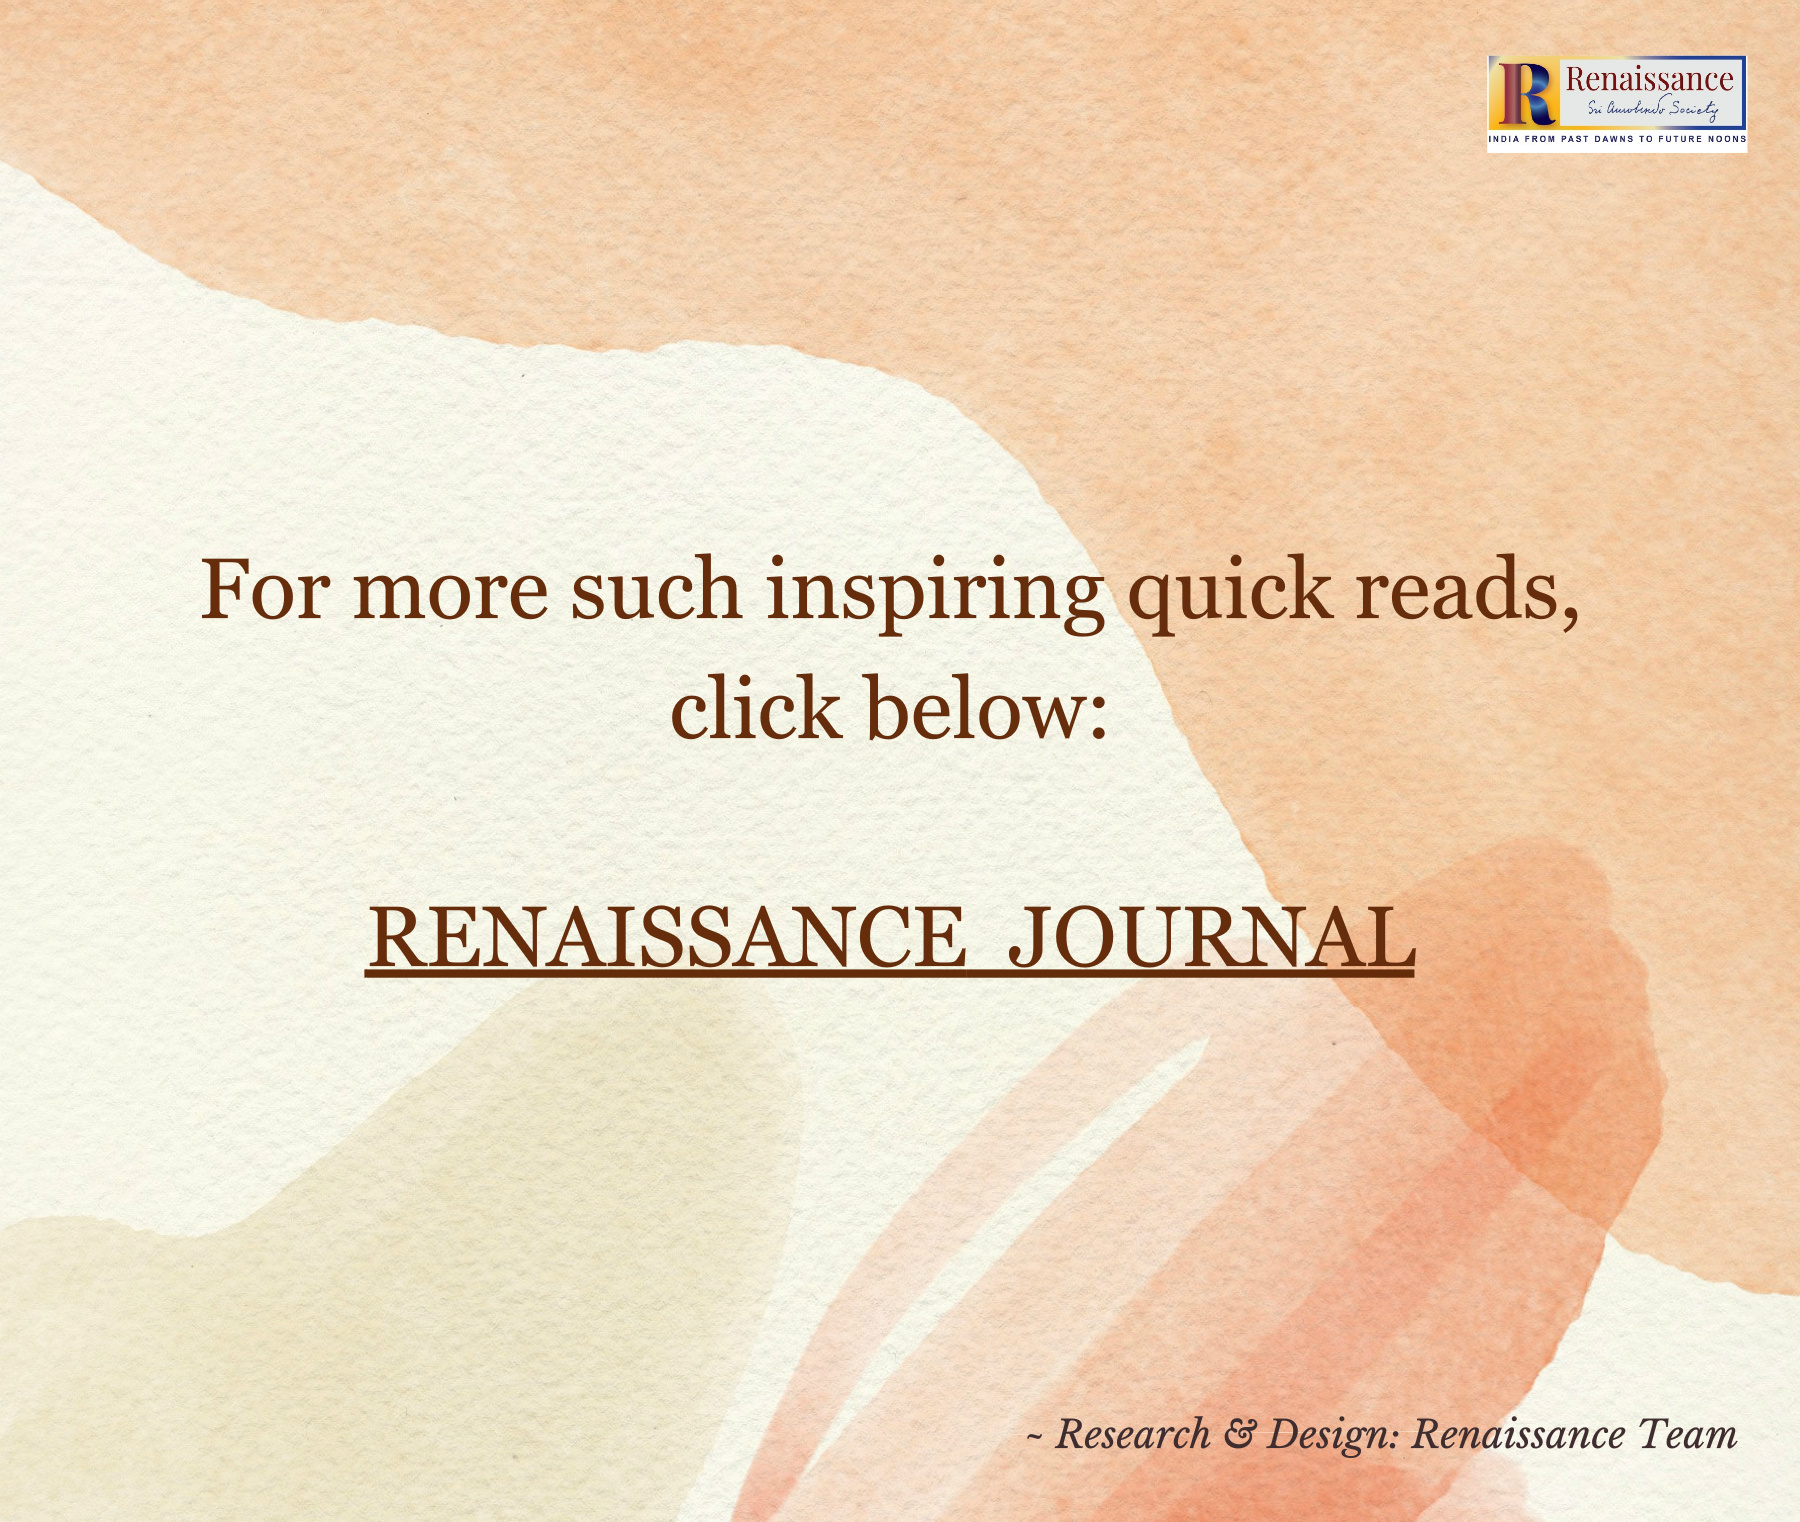 Renaissance
Sri Aurobindo Society
INDIA FROM PAST DAWNS TO FUTURE NOONS
For more such inspiring quick reads,
click below:
RENAISSANCE JOURNAL
~ Research & Design: Renaissance Team